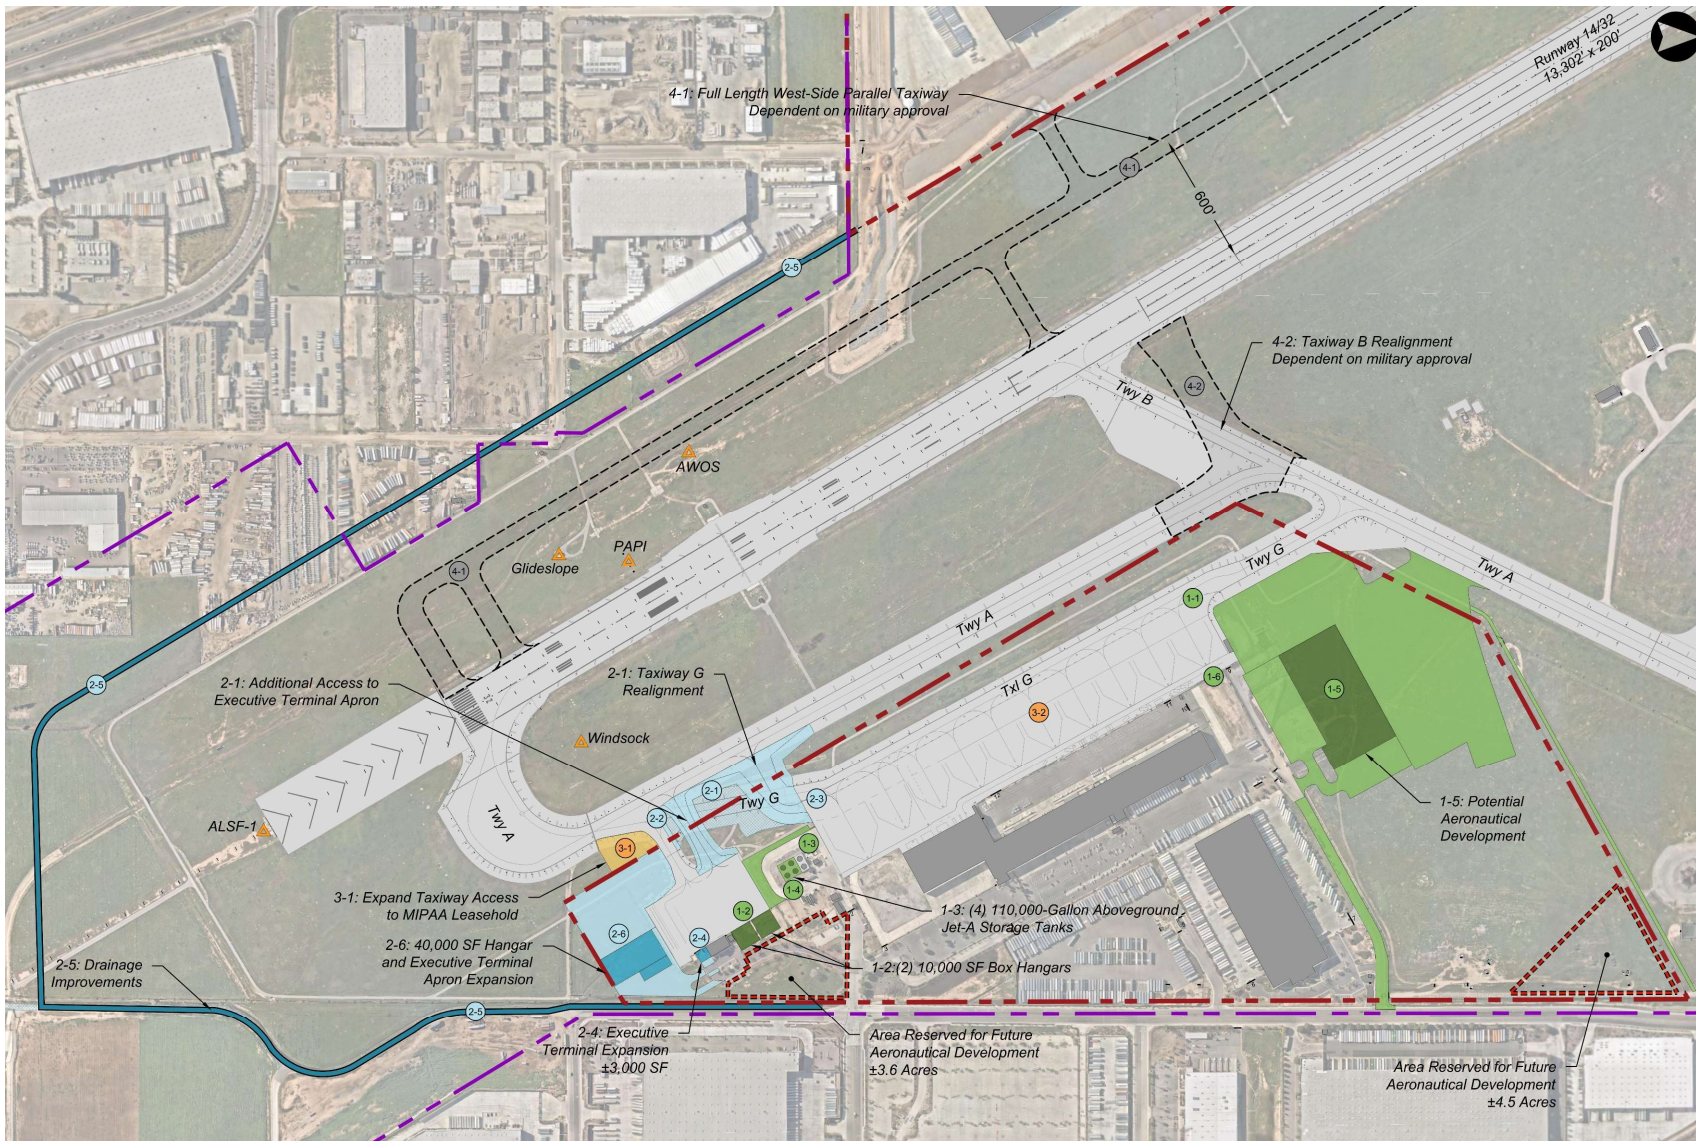 Runway 14/32
13,302' x 200'
4-1: Full Length West-Side Parallel Taxiway
Dependent on military approval
4-1
600'
2-5
4-2: Taxiway B Realignment
Dependent on military approval
4-2
Twy B
AWOS
PAPI
Glideslope
4-1
Twy G
Twy A
1-1
Twy A
2-5
2-1: Additional Access to
Executive Terminal Apron
2-1: Taxiway G
Realignment
Txl G
1-6
1-5
3-2
Windsock
2-1
Twy G
2-3
1-5: Potential
Aeronautical
Development
ALSF-1
Twy A
2-2
3-1
1-3
1-4
3-1: Expand Taxiway Access
to MIPAA Leasehold
1-3: (4) 110,000-Gallon Aboveground
Jet-A Storage Tanks
1-2
2-6
2-4
2-6: 40,000 SF Hangar
and Executive Terminal
Apron Expansion
1-2:(2) 10,000 SF Box Hangars
2-5: Drainage
Improvements
2-5
2-4: Executive
Terminal Expansion
±3,000 SF
Area Reserved for Future
Aeronautical Development
±3.6 Acres
Area Reserved for Future
Aeronautical Development
±4.5 Acres